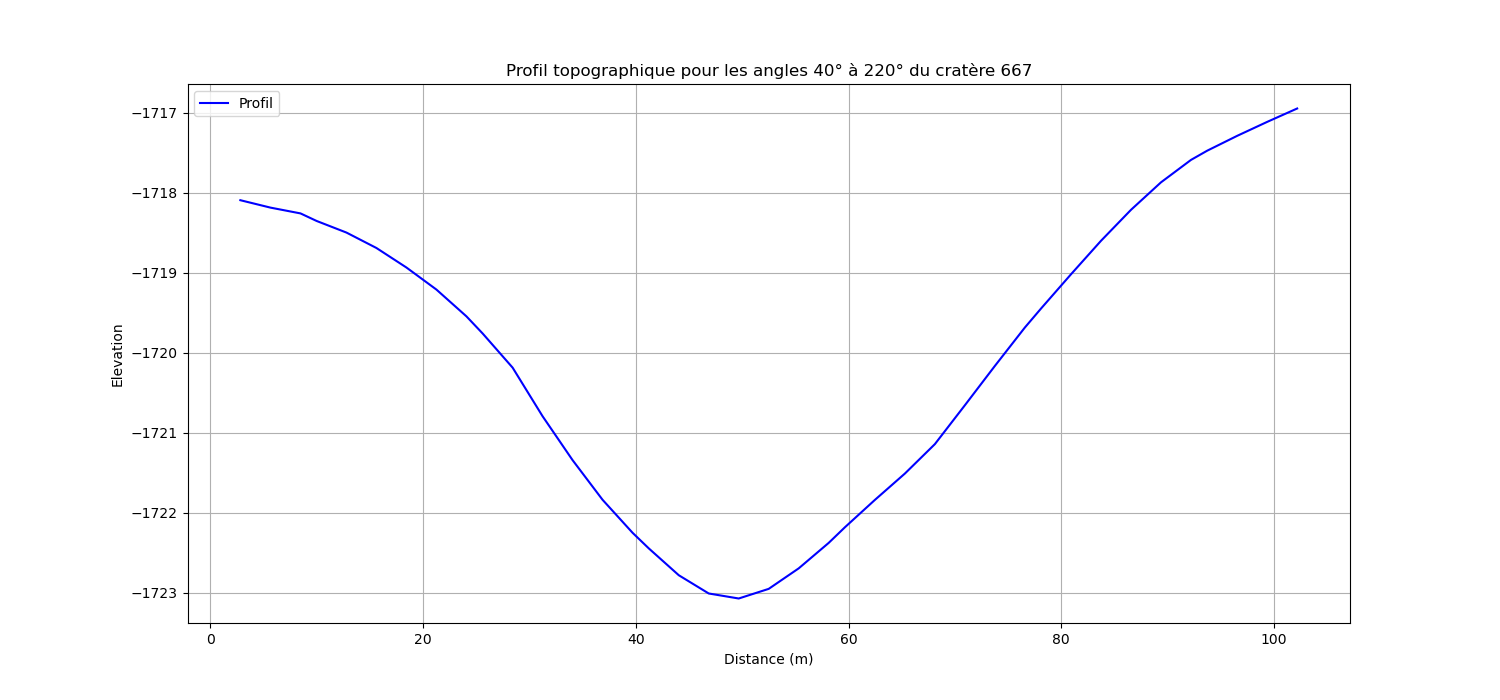 Profil topographique pour les angles 40° à 220° du cratère 667
Profil
−1717
−1718
−1719
−1720
−1721
−1722
−1723
Elevation
0 20 40 60 80 100
Distance (m)